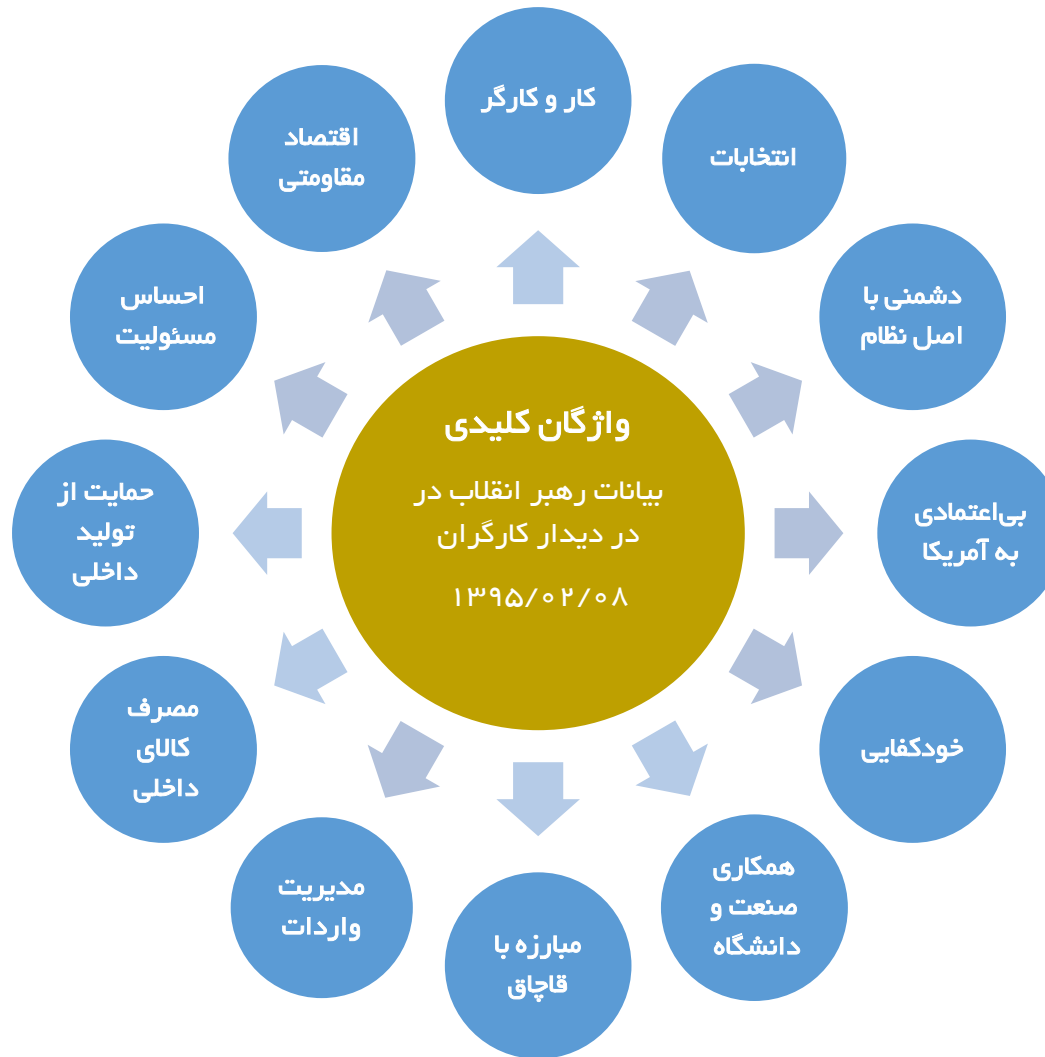 واژگان کلیدی
بیانات رهبر انقلاب در
در دیدار کارگران
۱۳۹۵/۰۲/۰۸
کار و کارگر
انتخابات
دشمنی با
اصل نظام
بی‌اعتمادی
به آمریکا
خودکفایی
همکاری
صنعت و
دانشگاه
مبارزه با
قاچاق
مدیریت
واردات
مصرف
کالای
داخلی
حمایت از
تولید
داخلی
احساس
مسئولیت
اقتصاد
مقاومتی